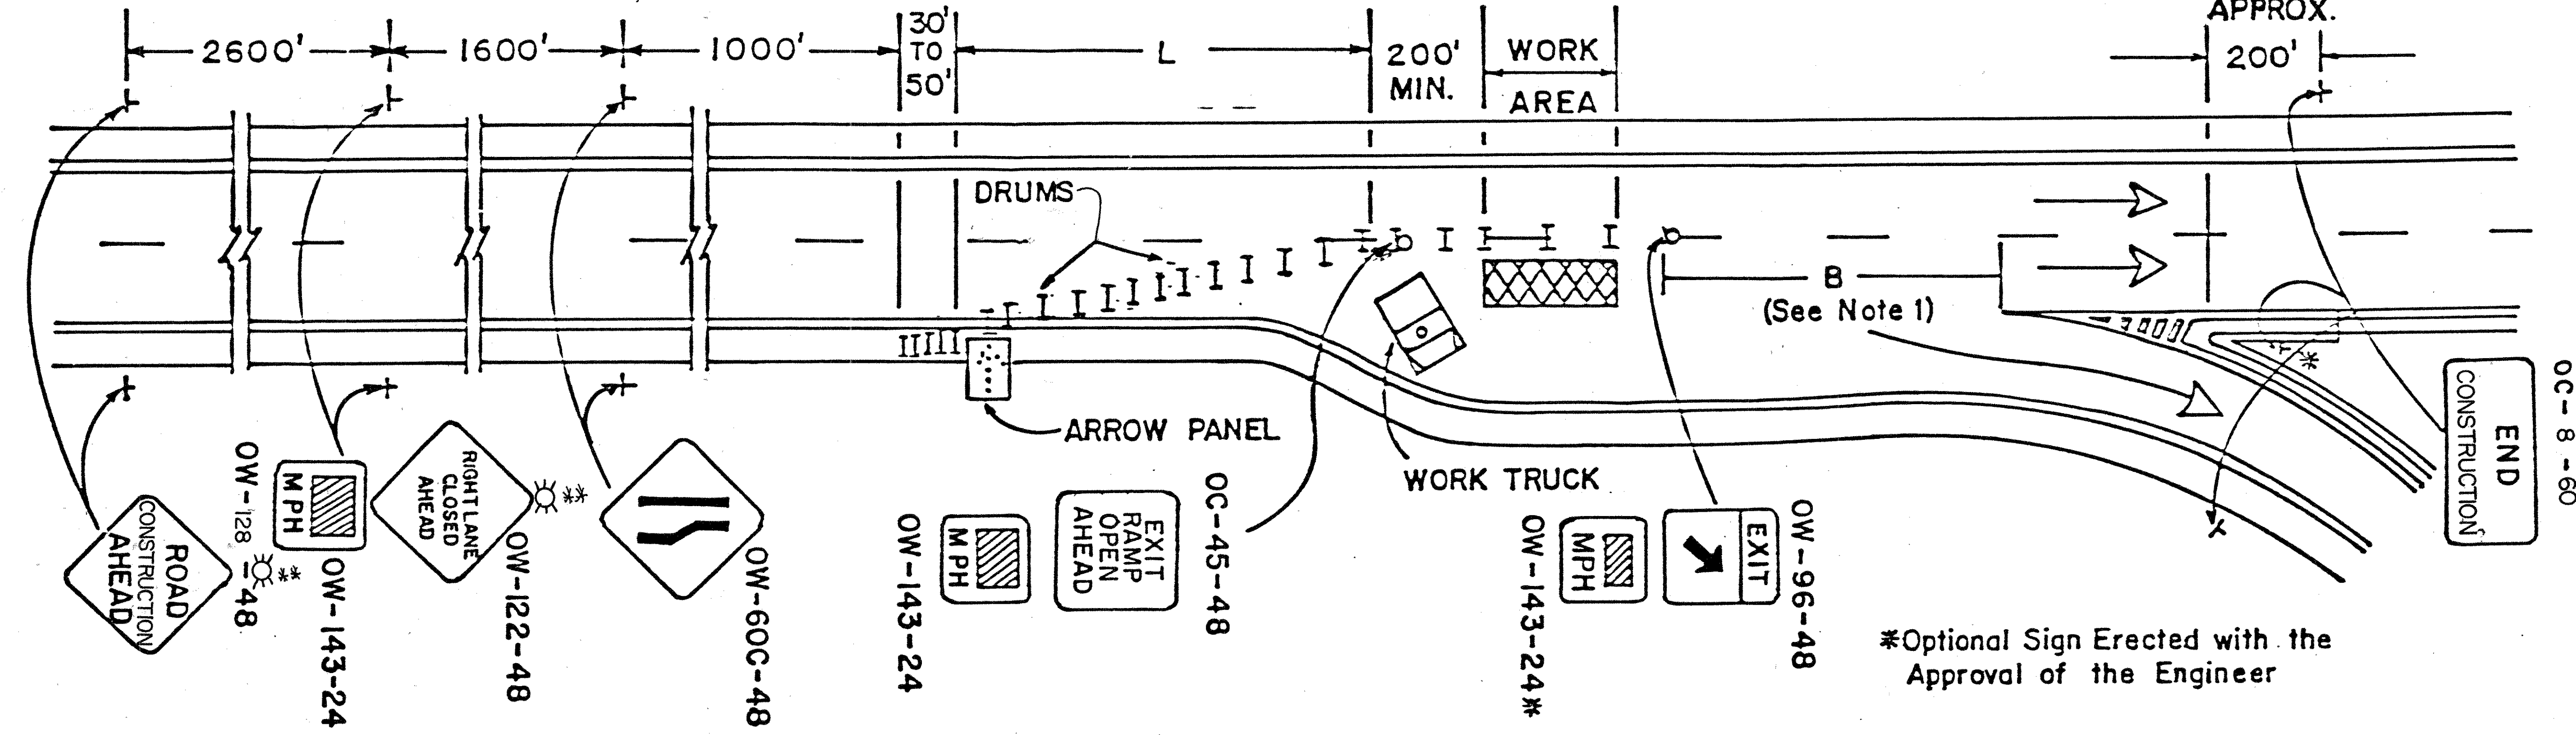 2600'
1600'
1000'
30'
TO
50'
L
200'
MIN.
WORK
AREA
APPROX.
200'
DRUMS
B
(See Note 1)
ARROW PANEL
WORK TRUCK
ROAD
CONSTRUCTION
AHEAD
OW-128-48
**
MPH
OW-143-24
RIGHT LANE
CLOSED
AHEAD
**
OW-122-48
OW-60C-48
MPH
OW-143-24
EXIT
RAMP
OPEN
AHEAD
OC-45-48
MPH
OW-143-24*
EXIT
OW-96-48
*
END
CONSTRUCTION
OC-8-60
*Optional Sign Erected with the
Approval of the Engineer